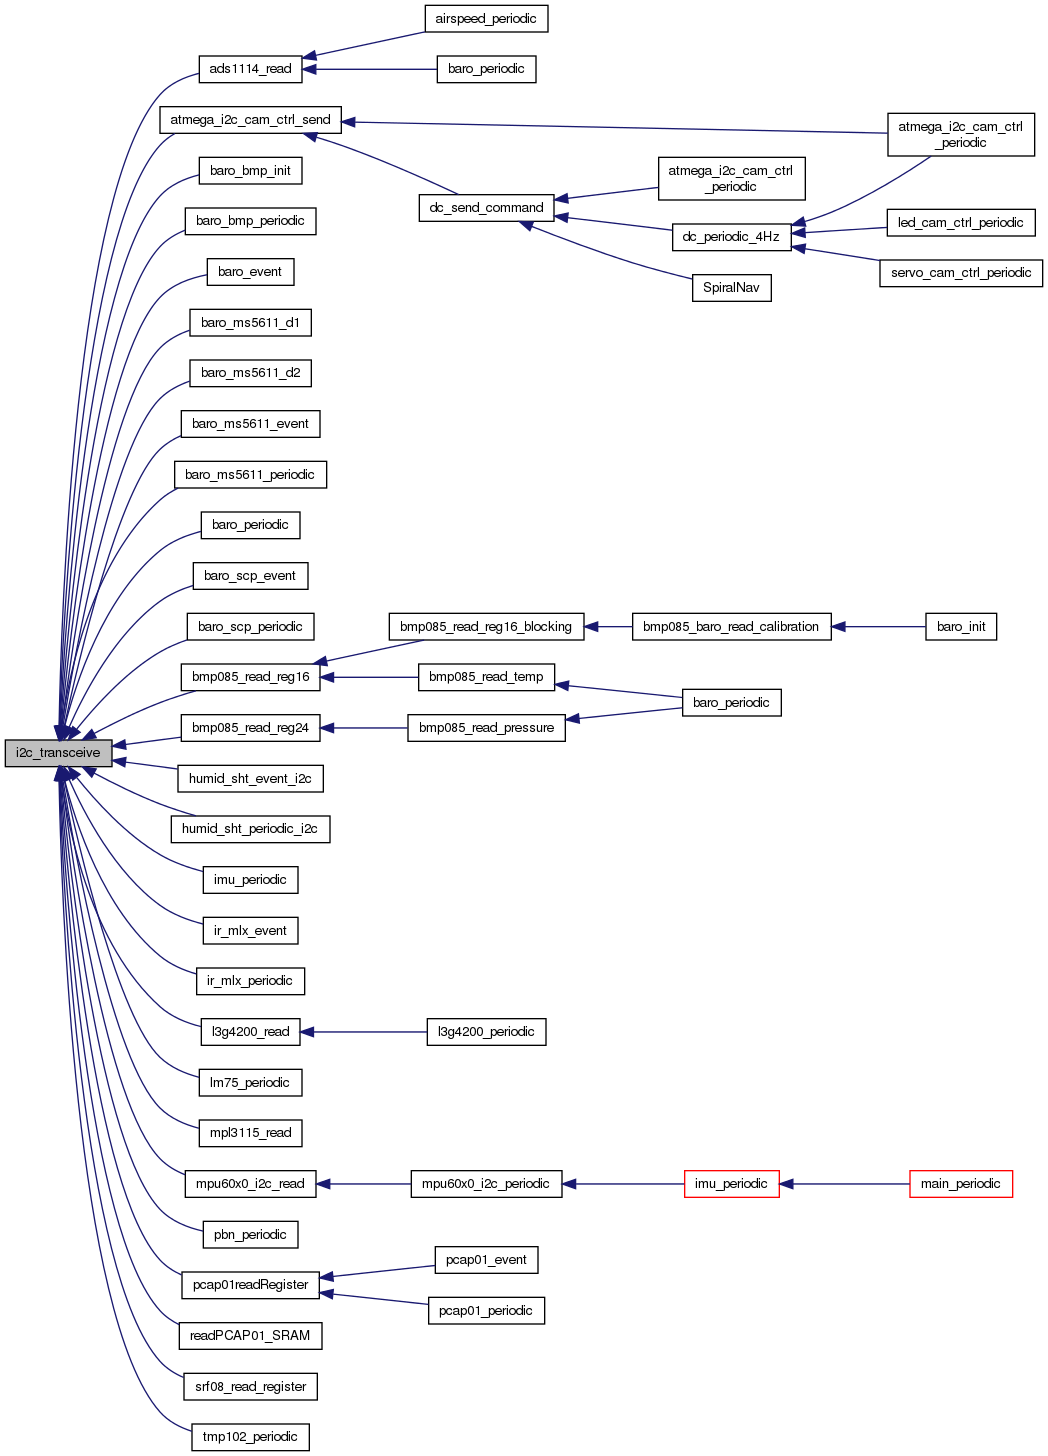 airspeed_periodic
ads1114_read
baro_periodic
atmega_i2c_cam_ctrl_send
atmega_i2c_cam_ctrl
_periodic
baro_bmp_init
atmega_i2c_cam_ctrl
_periodic
dc_send_command
baro_bmp_periodic
led_cam_ctrl_periodic
dc_periodic_4Hz
baro_event
servo_cam_ctrl_periodic
SpiralNav
baro_ms5611_d1
baro_ms5611_d2
baro_ms5611_event
baro_ms5611_periodic
baro_periodic
baro_scp_event
baro_scp_periodic
bmp085_read_reg16_blocking
bmp085_baro_read_calibration
baro_init
bmp085_read_reg16
bmp085_read_temp
baro_periodic
bmp085_read_reg24
bmp085_read_pressure
i2c_transceive
humid_sht_event_i2c
humid_sht_periodic_i2c
imu_periodic
ir_mlx_event
ir_mlx_periodic
l3g4200_read
l3g4200_periodic
lm75_periodic
mpl3115_read
mpu60x0_i2c_read
mpu60x0_i2c_periodic
imu_periodic
main_periodic
pbn_periodic
pcap01_event
pcap01readRegister
pcap01_periodic
readPCAP01_SRAM
srf08_read_register
tmp102_periodic